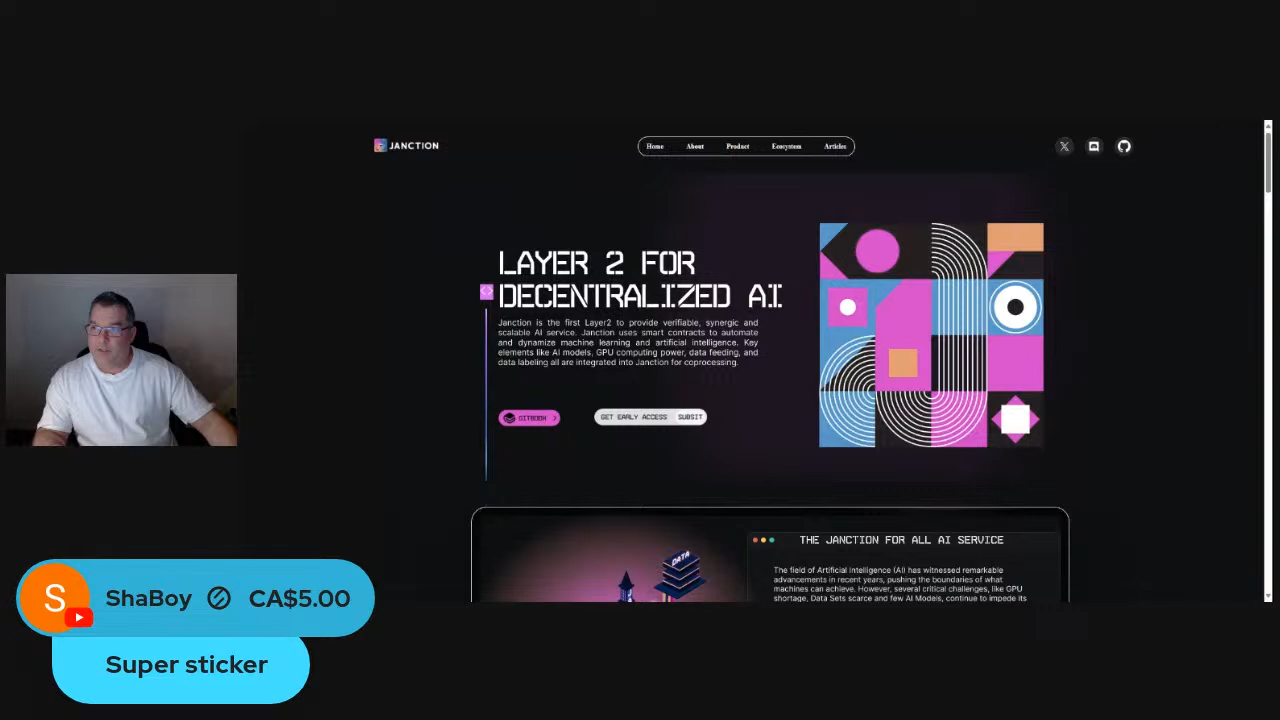 JANCTION
Home About Product Ecosystem Articles
LAYER 2 FOR
DECENTRALIZED AI
Janction is the first Layer2 to provide verifiable, synergic and
scalable AI service. Janction uses smart contracts to automate
and dynamize machine learning and artificial intelligence. Key
elements like AI models, GPU computing power, data feeding, and
data labeling all are integrated into Janction for coprocessing.
GITBOOK >
GET EARLY ACCESS SUBSIT
DATA
THE JANCTION FOR ALL AI SERVICE
The field of Artificial Intelligence (AI) has witnessed remarkable
advancements in recent years, pushing the boundaries of what
machines can achieve. However, several critical challenges, like GPU
shortage, Data Sets scarce and few AI Models, continue to impede its
S
ShaBoy CA$5.00
Super sticker